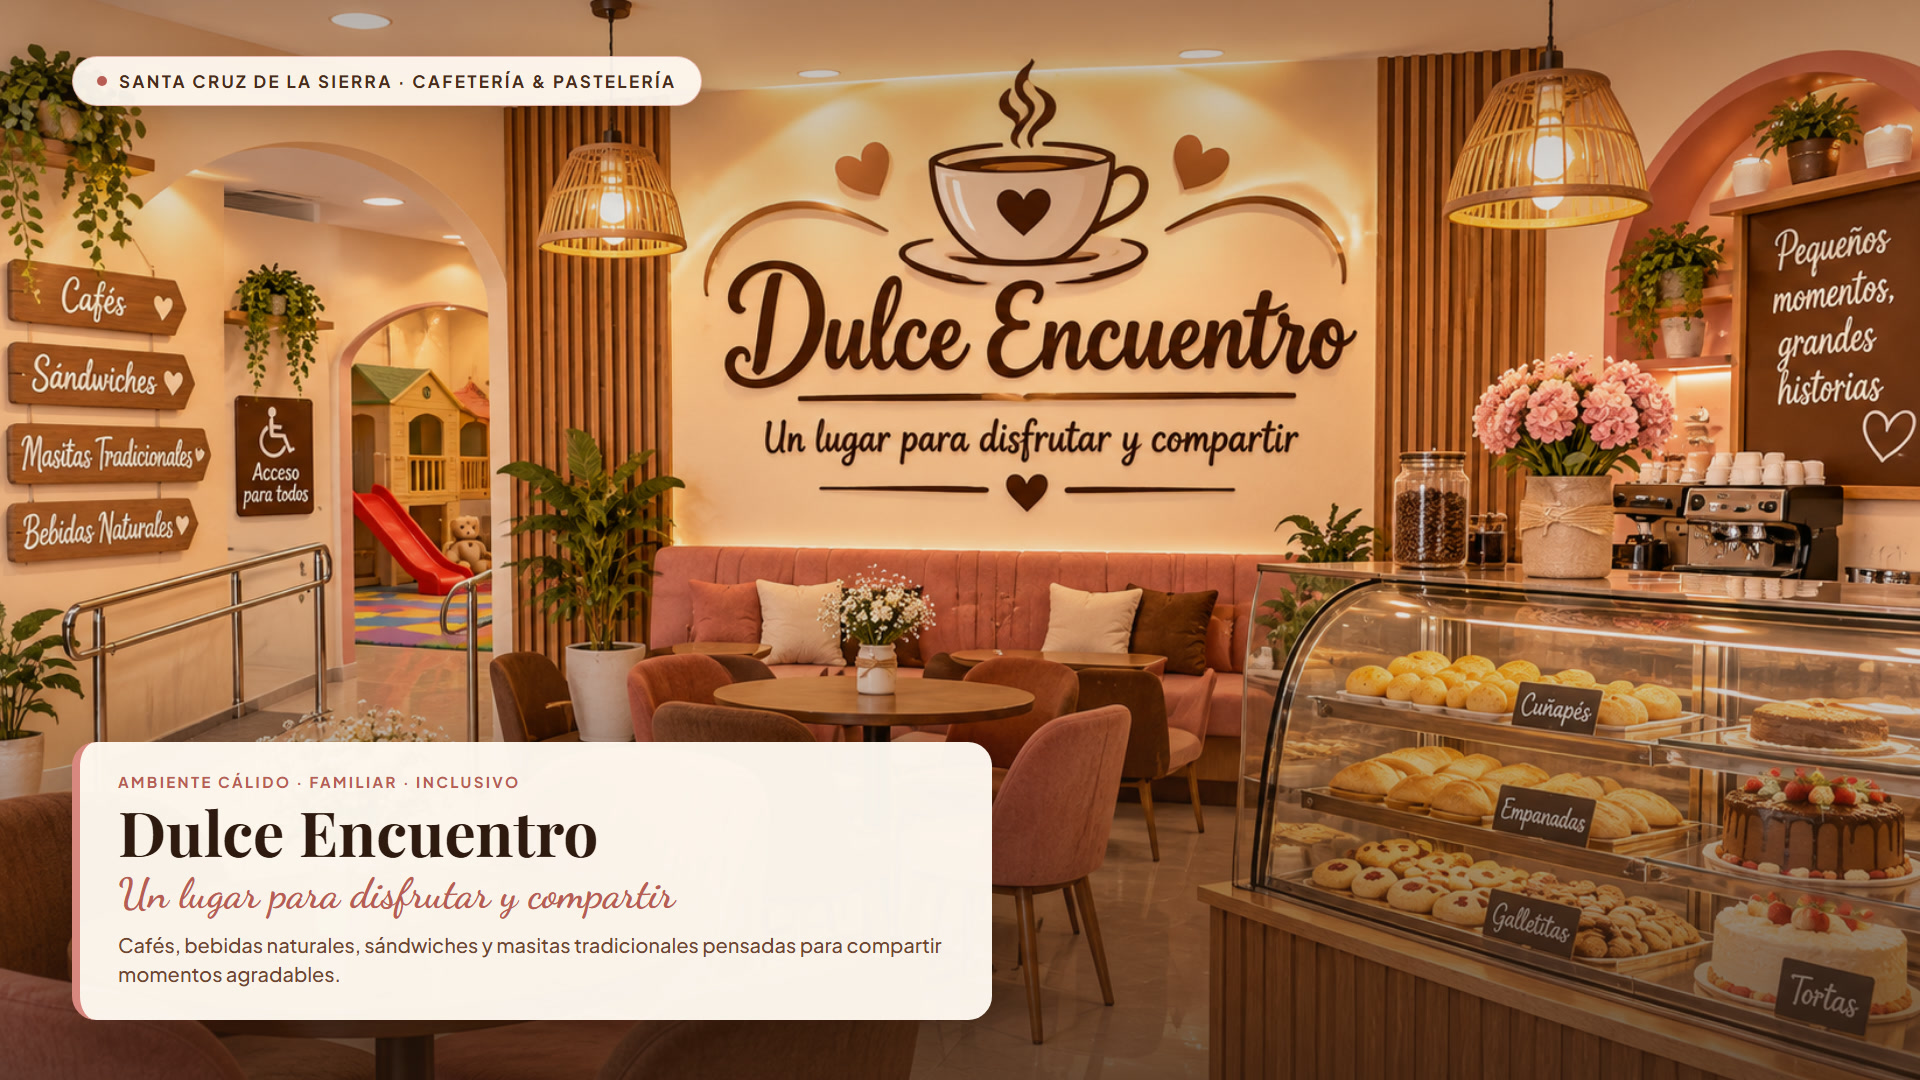 SANTA CRUZ DE LA SIERRA · CAFETERÍA & PASTELERÍA
Cafés
Sándwiches
Masitas Tradicionales
Bebidas Naturales
Acceso
para todos
Dulce Encuentro
Un lugar para disfrutar y compartir
Pequeños
momentos,
grandes
historias
Cuñapés
Empanadas
Galletitas
Tortas
AMBIENTE CÁLIDO · FAMILIAR · INCLUSIVO
Dulce Encuentro
Un lugar para disfrutar y compartir
Cafés, bebidas naturales, sándwiches y masitas tradicionales pensadas para compartir
momentos agradables.